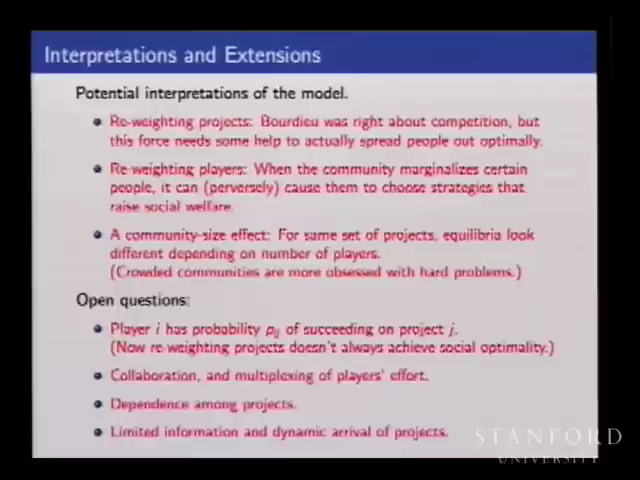 Interpretations and Extensions
Potential interpretations of the model.
Re-weighting projects: Bourdieu was right about competition, but
this force needs some help to actually spread people out optimally.
Re-weighting players: When the community marginalizes certain
people, it can (perversely) cause them to choose strategies that
raise social welfare.
A community-size effect: For same set of projects, equilibria look
different depending on number of players.
(Crowded communities are more obsessed with hard problems.)
Open questions:
Player i has probability pij of succeeding on project j.
(Now re-weighting projects doesn't always achieve social optimality.)
Collaboration, and multiplexing of players' effort.
Dependence among projects.
Limited information and dynamic arrival of projects.
STANFORD
UNIVERSITY